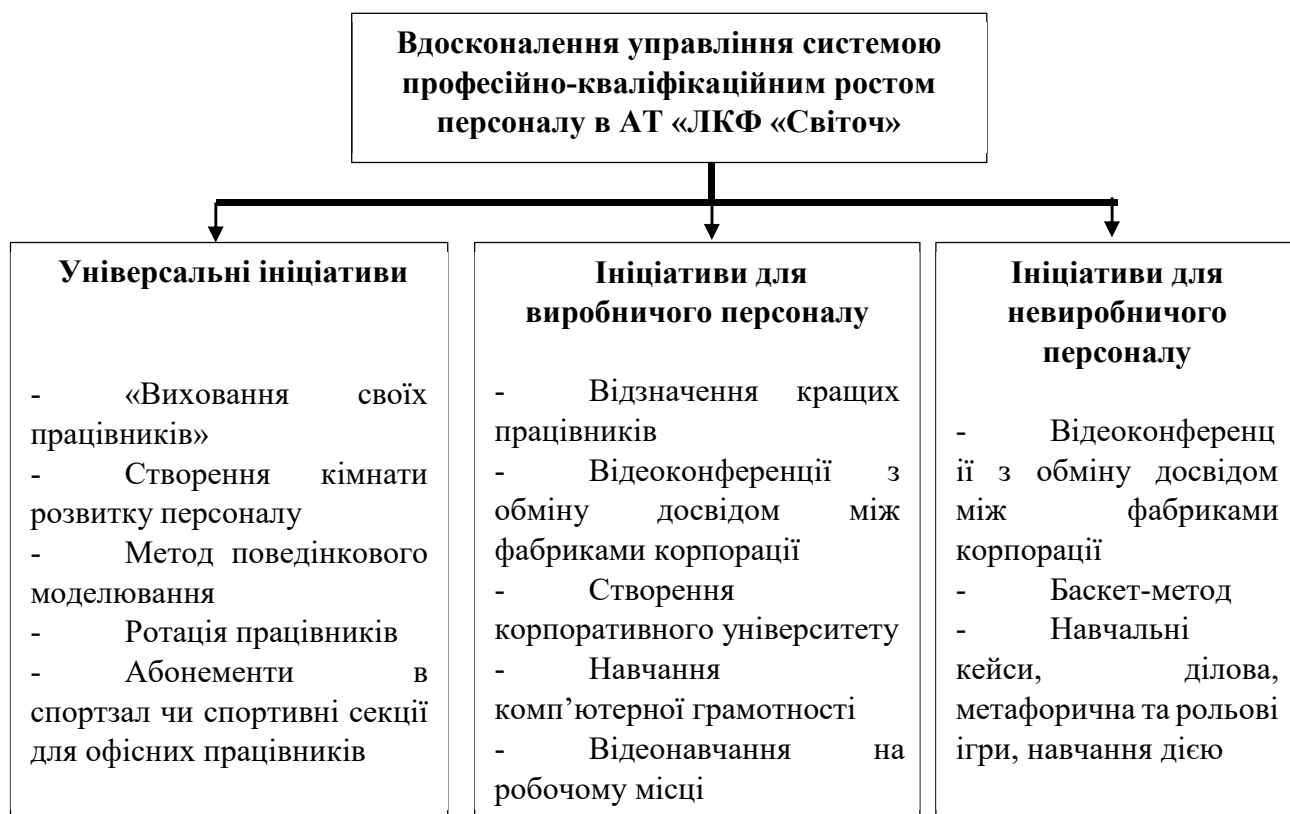 Вдосконалення управління системою
професійно-кваліфікаційним ростом
персоналу в АТ «ЛКФ «Світоч»
Універсальні ініціативи
- «Виховання своїх
працівників»
- Створення кімнати
розвитку персоналу
- Метод поведінкового
моделювання
- Ротація працівників
- Абонементи в
спортзал чи спортивні секції
для офісних працівників
Ініціативи для
виробничого персоналу
- Відзначення кращих
працівників
- Відеоконференції з
обміну досвідом між
фабриками корпорації
- Створення
корпоративного університету
- Навчання
комп’ютерної грамотності
- Відеонавчання на
робочому місці
Ініціативи для
невиробничого
персоналу
- Відеоконференц
ії з обміну досвідом
між фабриками
корпорації
- Баскет-метод
- Навчальні
кейси, ділова,
метафорична та рольові
ігри, навчання дією